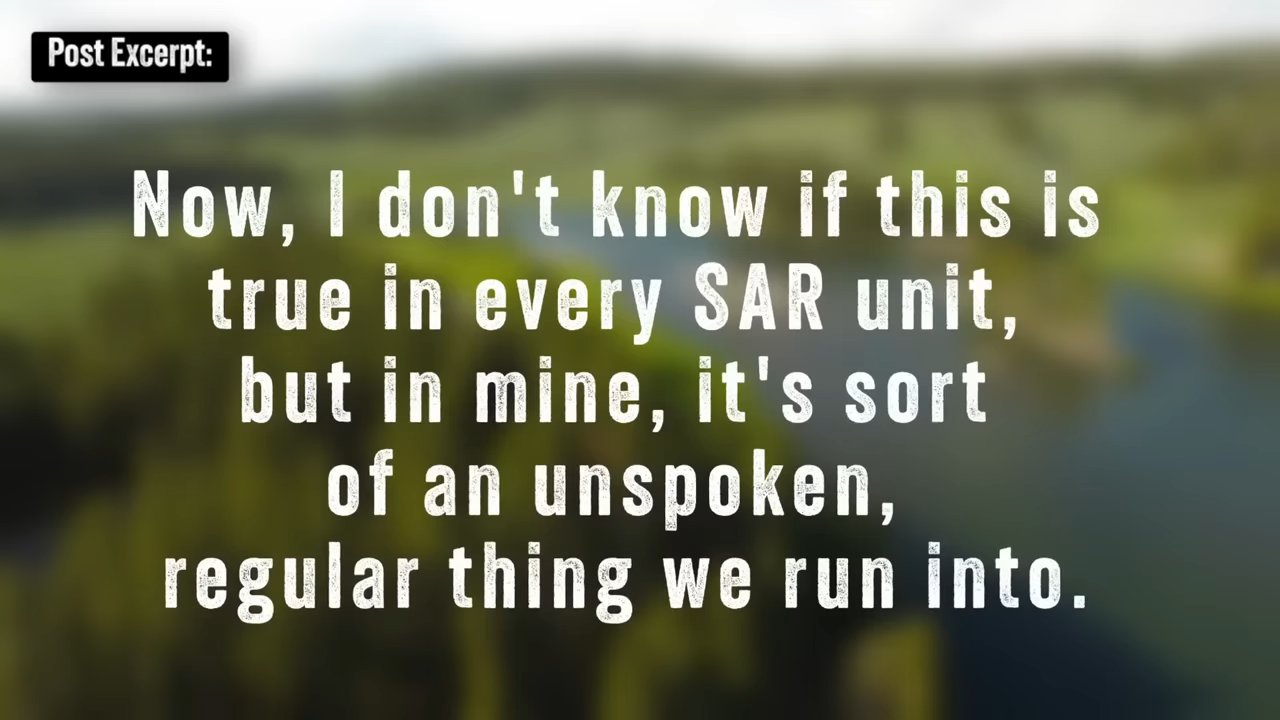 Post Excerpt:
Now, I don't know if this is
true in every SAR unit,
but in mine, it's sort
of an unspoken,
regular thing we run into.